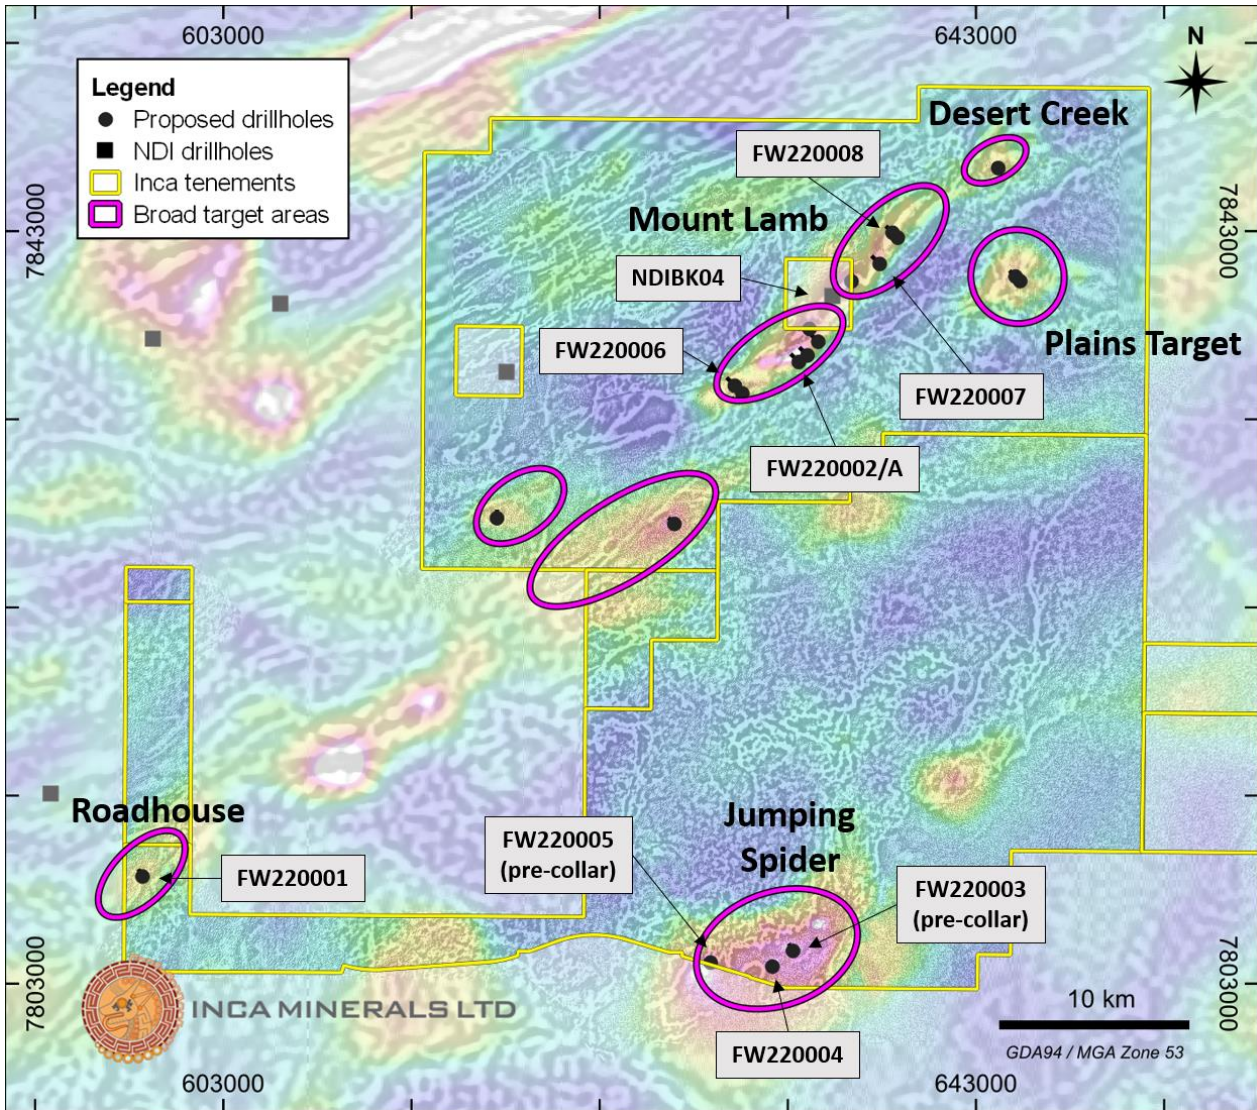 603000
643000
N
Legend
Proposed drillholes
NDI drillholes
Inca tenements
Broad target areas
Desert Creek
FW220008
Mount Lamb
7843000
7843000
NDIBK04
FW220006
Plains Target
FW220007
FW220002/A
Roadhouse
FW220001
Jumping
Spider
FW220005
(pre-collar)
FW220003
(pre-collar)
FW220004
7803000
7803000
INCA MINERALS LTD
10 km
GDA94 / MGA Zone 53
603000
643000